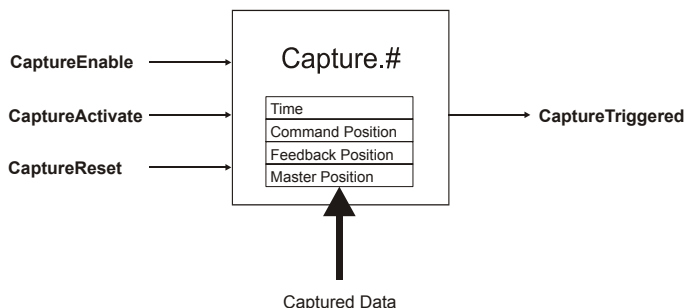 CaptureEnable
CaptureActivate
CaptureReset
Capture.#
Time
Command Position
Feedback Position
Master Position
CaptureTriggered
Captured Data